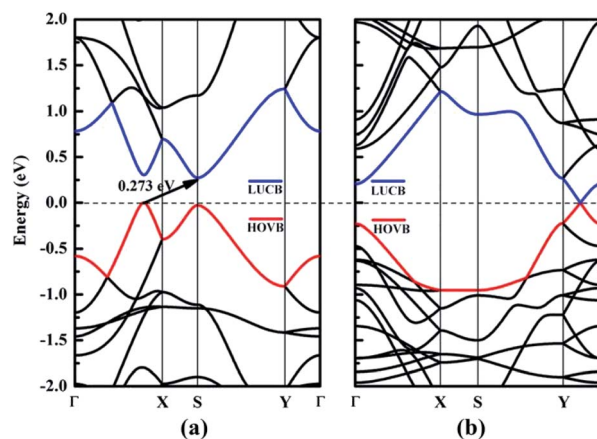 2.0
1.5
1.0
0.5
0.0
-0.5
-1.0
-1.5
-2.0
Energy (eV)
0.273 eV
LUCB
HOVB
LUCB
HOVB
Γ X S Y Γ
Γ X S Y Γ
(a) (b)